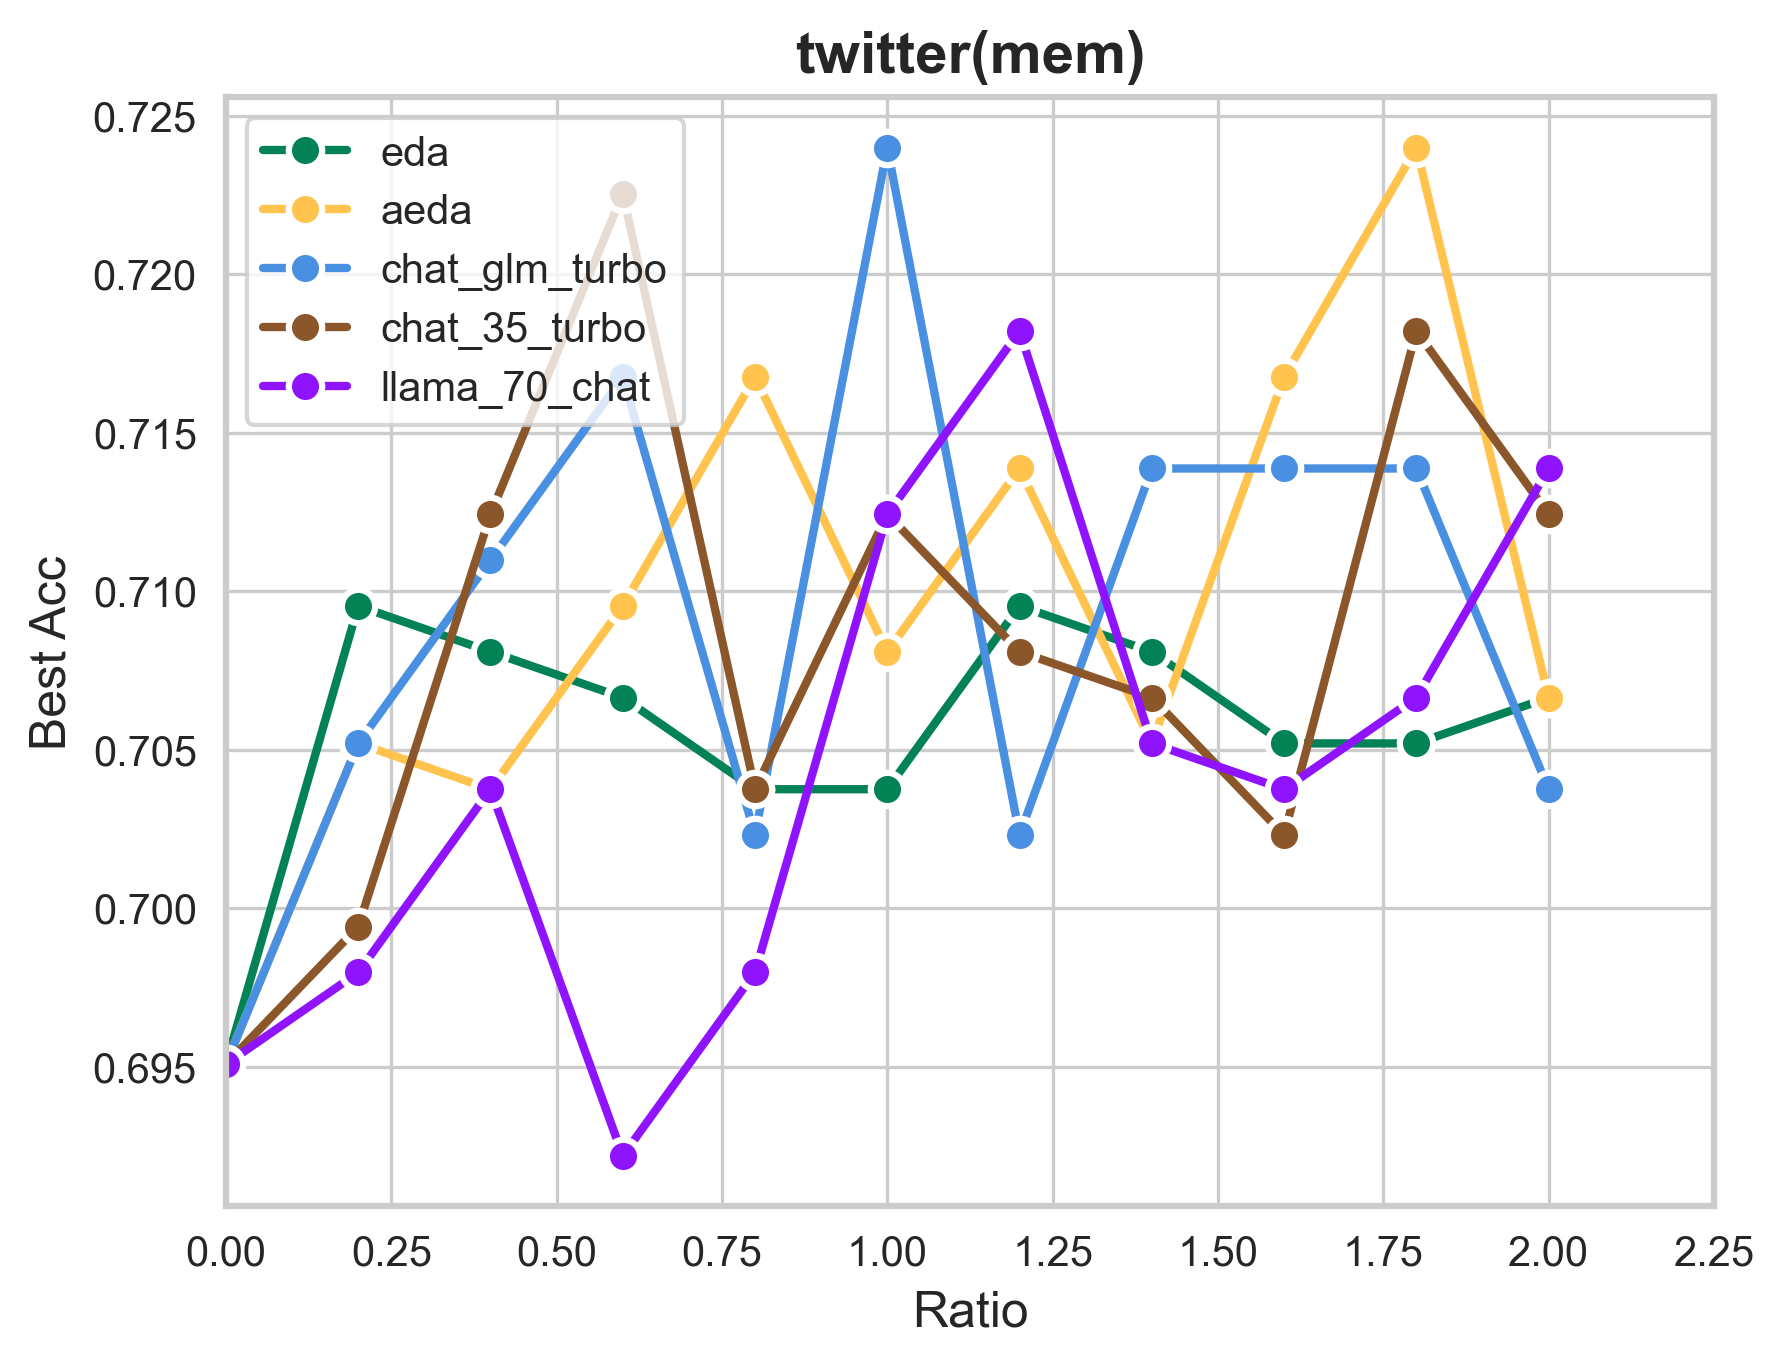 twitter(mem)
0.725
0.720
0.715
0.710
0.705
0.700
0.695
Best Acc
eda
aeda
chat_glm_turbo
chat_35_turbo
llama_70_chat
0.00 0.25 0.50 0.75 1.00 1.25 1.50 1.75 2.00 2.25
Ratio